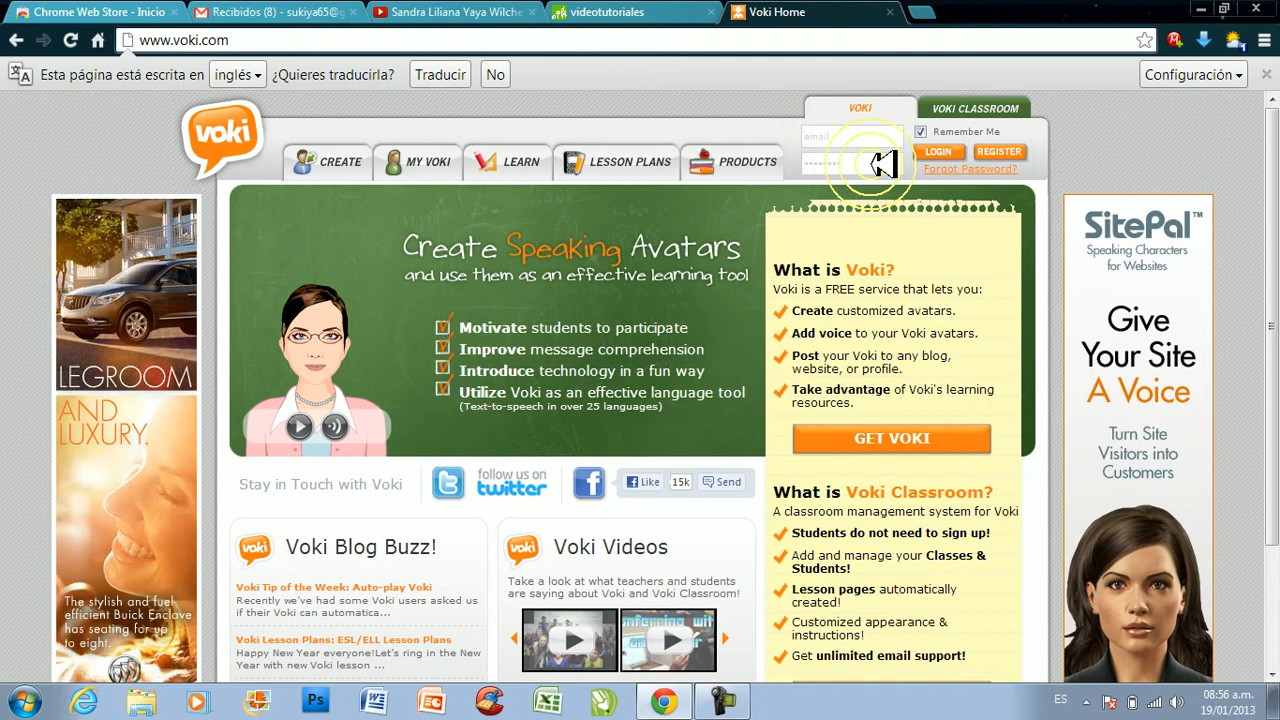 Chrome Web Store - Inicio
Recibidos (8) - sukiya65@g
Sandra Liliana Yaya Wilche
videotutoriales
Voki Home
www.voki.com
Esta página está escrita en inglés ¿Quieres traducirla? Traducir No Configuración
voki
VOKI VOKI CLASSROOM
email Remember Me
LOGIN REGISTER
Forgot Password?
CREATE MY VOKI LEARN LESSON PLANS PRODUCTS
LEGROOM
AND
LUXURY.
The stylish and fuel
efficient Buick Enclave
has seating for up
to eight.
Create Speaking Avatars
and use them as an effective learning tool
Motivate students to participate
Improve message comprehension
Introduce technology in a fun way
Utilize Voki as an effective language tool
(Text-to-speech in over 25 languages)
What is Voki?
Voki is a FREE service that lets you:
Create customized avatars.
Add voice to your Voki avatars.
Post your Voki to any blog,
website, or profile.
Take advantage of Voki's learning
resources.
GET VOKI
Stay in Touch with Voki
follow us on
twitter
Like 15k Send
voki Voki Blog Buzz!
Voki Tip of the Week: Auto-play Voki
Recently we've had some Voki users asked us
if their Voki can automatica...
Voki Lesson Plans: ESL/ELL Lesson Plans
Happy New Year everyone!Let's ring in the
New Year with new Voki lesson ...
voki Voki Videos
Take a look at what teachers and students
are saying about Voki and Voki Classroom!
What is Voki Classroom?
A classroom management system for Voki
Students do not need to sign up!
Add and manage your Classes &
Students!
Lesson pages automatically
created!
Customized appearance &
instructions!
Get unlimited email support!
SitePal™
Speaking Characters
for Websites
Give
Your Site
A Voice
Turn Site
Visitors into
Customers
Ps
ES
08:56 a.m.
19/01/2013